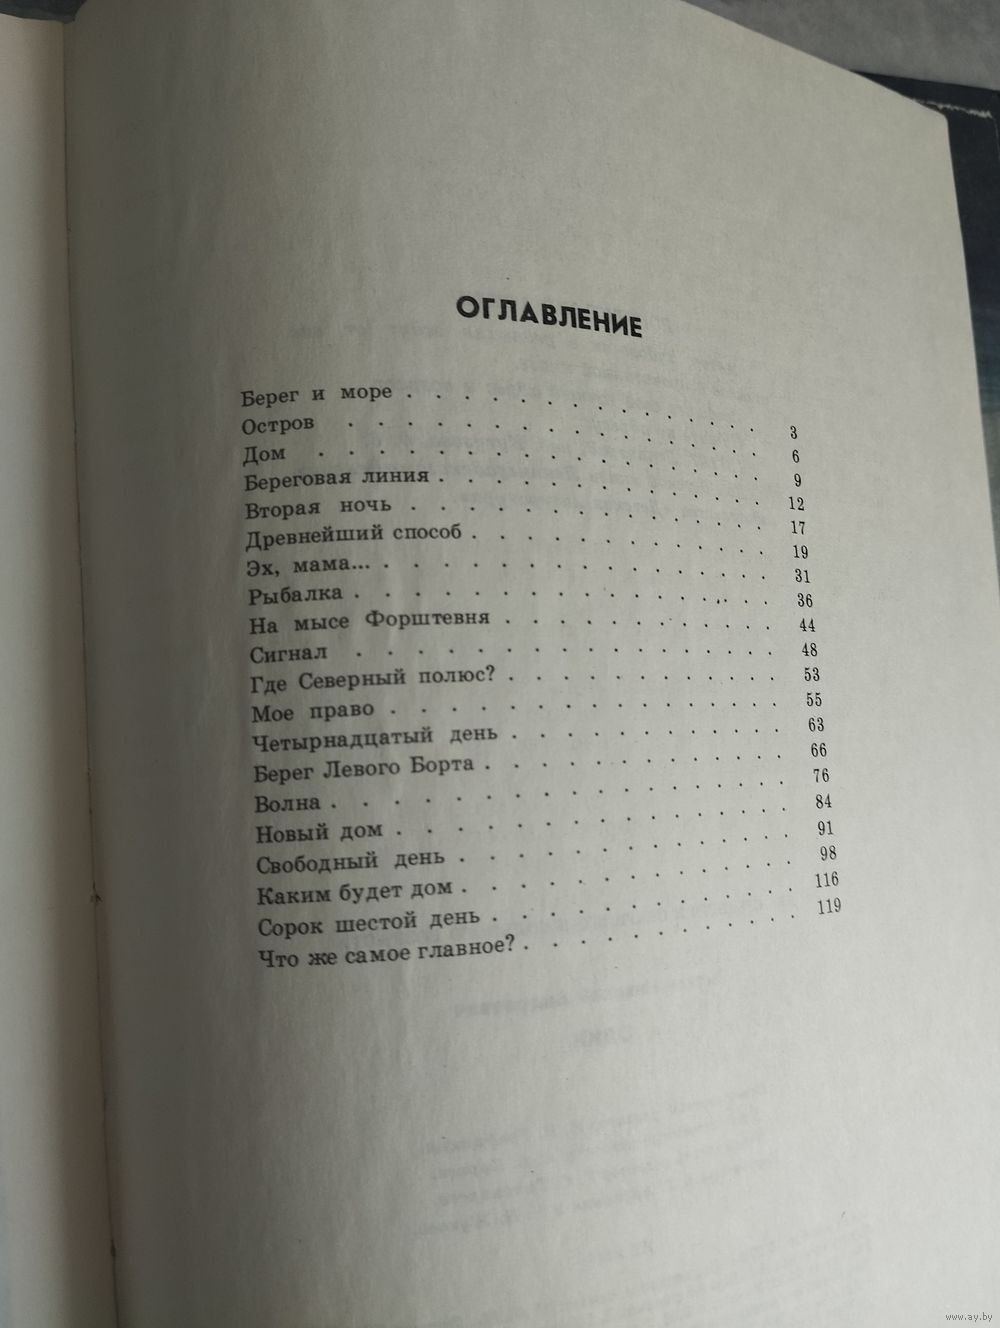 ОГЛАВЛЕНИЕ
Берег и море . . . . . . . . . . . . . 3
Остров . . . . . . . . . . . . . . . 6
Дом . . . . . . . . . . . . . . . . 9
Береговая линия . . . . . . . . . . . . 12
Вторая ночь . . . . . . . . . . . . . 17
Древнейший способ . . . . . . . . . . . 19
Эх, мама... . . . . . . . . . . . . . . 31
Рыбалка . . . . . . . . . . . . . . . 36
На мысе Форштевня . . . . . . . . . . 44
Сигнал . . . . . . . . . . . . . . . 48
Где Северный полюс? . . . . . . . . . . 53
Мое право . . . . . . . . . . . . . . 55
Четырнадцатый день . . . . . . . . . . 63
Берег Левого Борта . . . . . . . . . . . 66
Волна . . . . . . . . . . . . . . . . 76
Новый дом . . . . . . . . . . . . . . 84
Свободный день . . . . . . . . . . . . 91
Каким будет дом . . . . . . . . . . . . 98
Сорок шестой день . . . . . . . . . . . 116
Что же самое главное? . . . . . . . . . . 119
www.ay.by